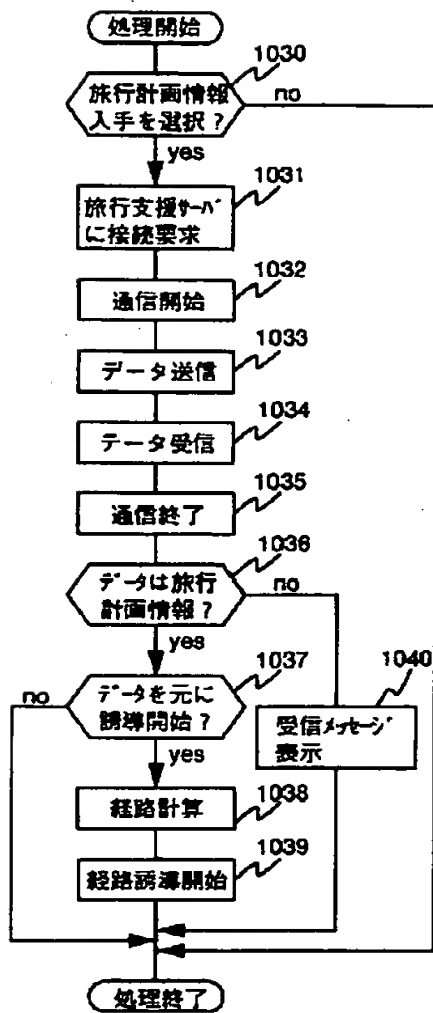 処理開始
1030
旅行計画情報
入手を選択？
no
yes
1031
旅行支援サーバ
に接続要求
1032
通信開始
1033
データ送信
1034
テータ受信
1035
通信終了
1036
データは旅行
計画情報？
no
yes
1037
データを元に
誘導開始？
no
yes
1040
受信メッセージ
表示
1038
経路計算
1039
経路誘導開始
処理終了